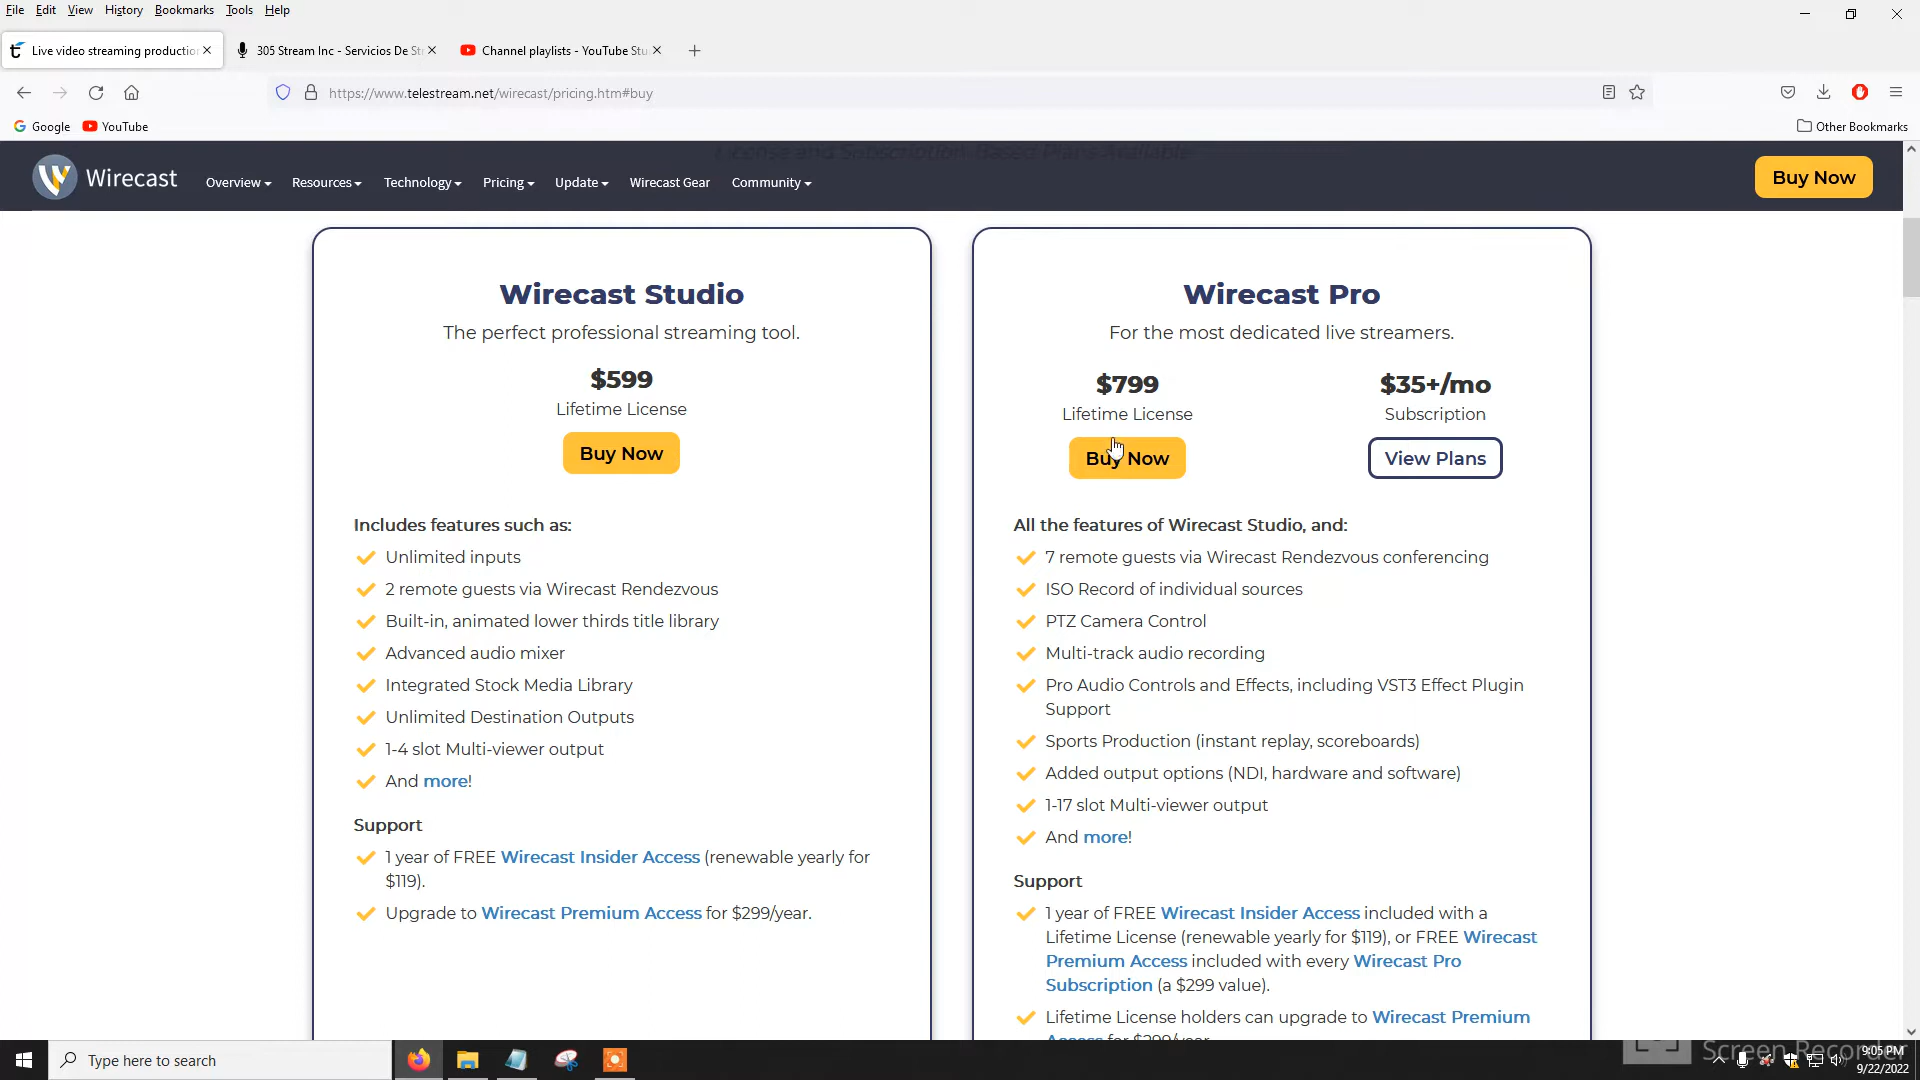 File Edit View History Bookmarks Tools Help
Live video streaming productio
305 Stream Inc - Servicios De St
Channel playlists - YouTube Stu
https://www.telestream.net/wirecast/pricing.htm#buy
Google YouTube
Other Bookmarks
License and Subscription-Based Plans Available
Wirecast
Overview Resources Technology Pricing Update Wirecast Gear Community
Buy Now
Wirecast Studio
The perfect professional streaming tool.
$599
Lifetime License
Buy Now
Includes features such as:
Unlimited inputs
2 remote guests via Wirecast Rendezvous
Built-in, animated lower thirds title library
Advanced audio mixer
Integrated Stock Media Library
Unlimited Destination Outputs
1-4 slot Multi-viewer output
And more!
Support
1 year of FREE Wirecast Insider Access (renewable yearly for
$119).
Upgrade to Wirecast Premium Access for $299/year.
Wirecast Pro
For the most dedicated live streamers.
$799
Lifetime License
Buy Now
$35+/mo
Subscription
View Plans
All the features of Wirecast Studio, and:
7 remote guests via Wirecast Rendezvous conferencing
ISO Record of individual sources
PTZ Camera Control
Multi-track audio recording
Pro Audio Controls and Effects, including VST3 Effect Plugin
Support
Sports Production (instant replay, scoreboards)
Added output options (NDI, hardware and software)
1-17 slot Multi-viewer output
And more!
Support
1 year of FREE Wirecast Insider Access included with a
Lifetime License (renewable yearly for $119), or FREE Wirecast
Premium Access included with every Wirecast Pro
Subscription (a $299 value).
Lifetime License holders can upgrade to Wirecast Premium
Access for $299/year.
Type here to search
Screen Recorder
9:05 PM
9/22/2022